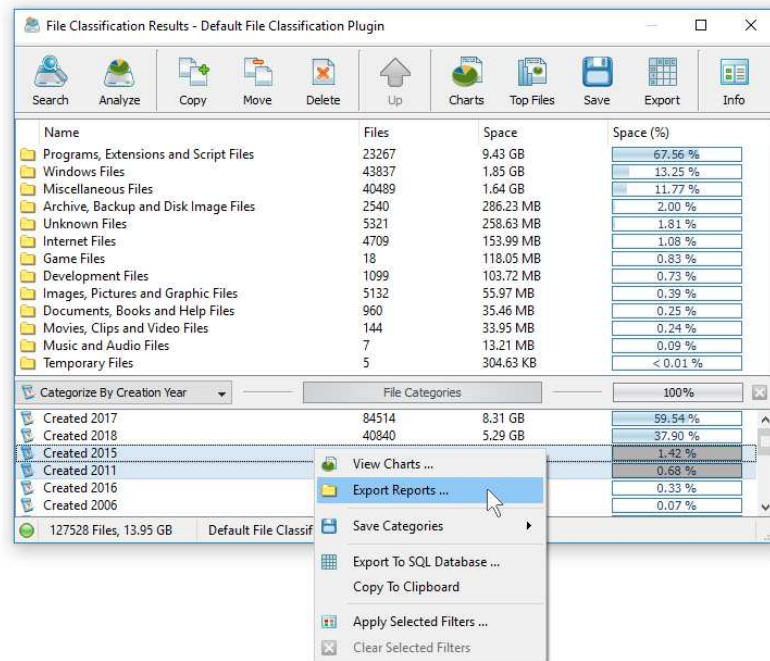 File Classification Results - Default File Classification Plugin
Search Analyze Copy Move Delete Up Charts Top Files Save Export Info
Name Files Space Space (%)
Programs, Extensions and Script Files 23267 9.43 GB 67.56 %
Windows Files 43837 1.85 GB 13.25 %
Miscellaneous Files 40489 1.64 GB 11.77 %
Archive, Backup and Disk Image Files 2540 286.23 MB 2.00 %
Unknown Files 5321 258.63 MB 1.81 %
Internet Files 4709 153.99 MB 1.08 %
Game Files 18 118.05 MB 0.83 %
Development Files 1099 103.72 MB 0.73 %
Images, Pictures and Graphic Files 5132 55.97 MB 0.39 %
Documents, Books and Help Files 960 35.46 MB 0.25 %
Movies, Clips and Video Files 144 33.95 MB 0.24 %
Music and Audio Files 7 13.21 MB 0.09 %
Temporary Files 5 304.63 KB < 0.01 %
Categorize By Creation Year File Categories 100%
Created 2017 84514 8.31 GB 59.54 %
Created 2018 40840 5.29 GB 37.90 %
Created 2015 1.42 %
Created 2011 0.68 %
Created 2016 0.33 %
Created 2006 0.07 %
127528 Files, 13.95 GB Default File Classif
View Charts ...
Export Reports ...
Save Categories
Export To SQL Database ...
Copy To Clipboard
Apply Selected Filters ...
Clear Selected Filters